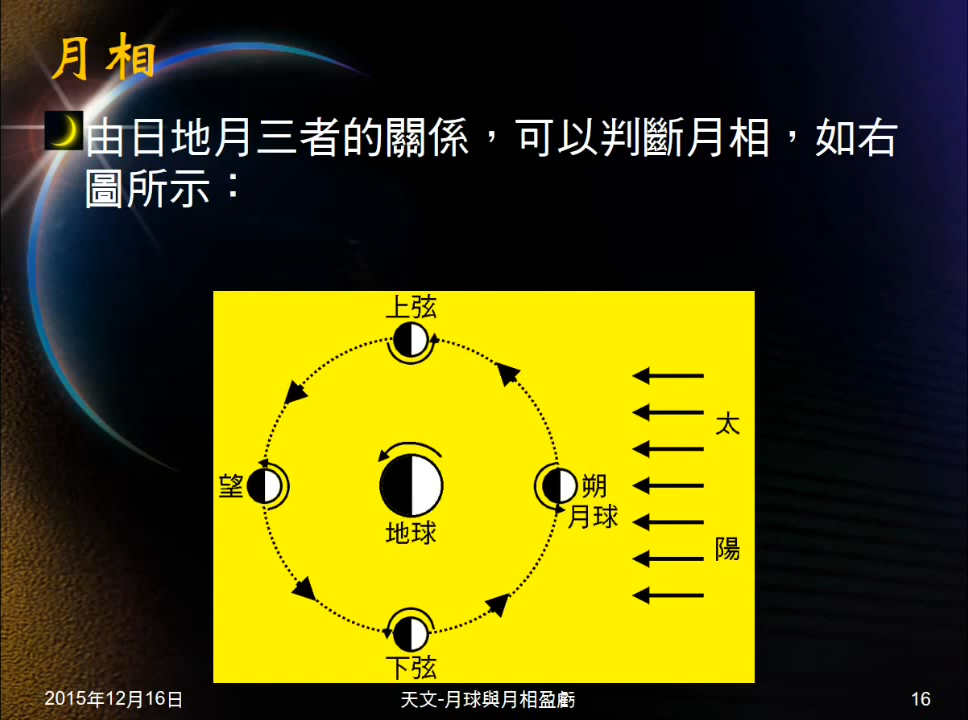 月相
由日地月三者的關係，可以判斷月相，如右
圖所示：
上弦
太
望
朔
月球
地球
陽
下弦
2015年12月16日
天文-月球與月相盈虧
16